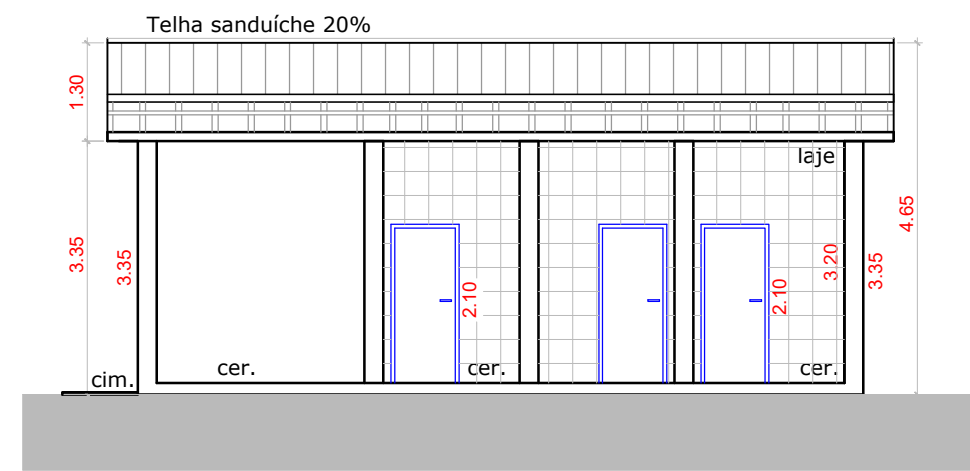 Telha sanduíche 20%
1.30
laje
4.65
3.35
3.35
3.20
3.35
2.10
2.10
cim.
cer.
cer.
cer.